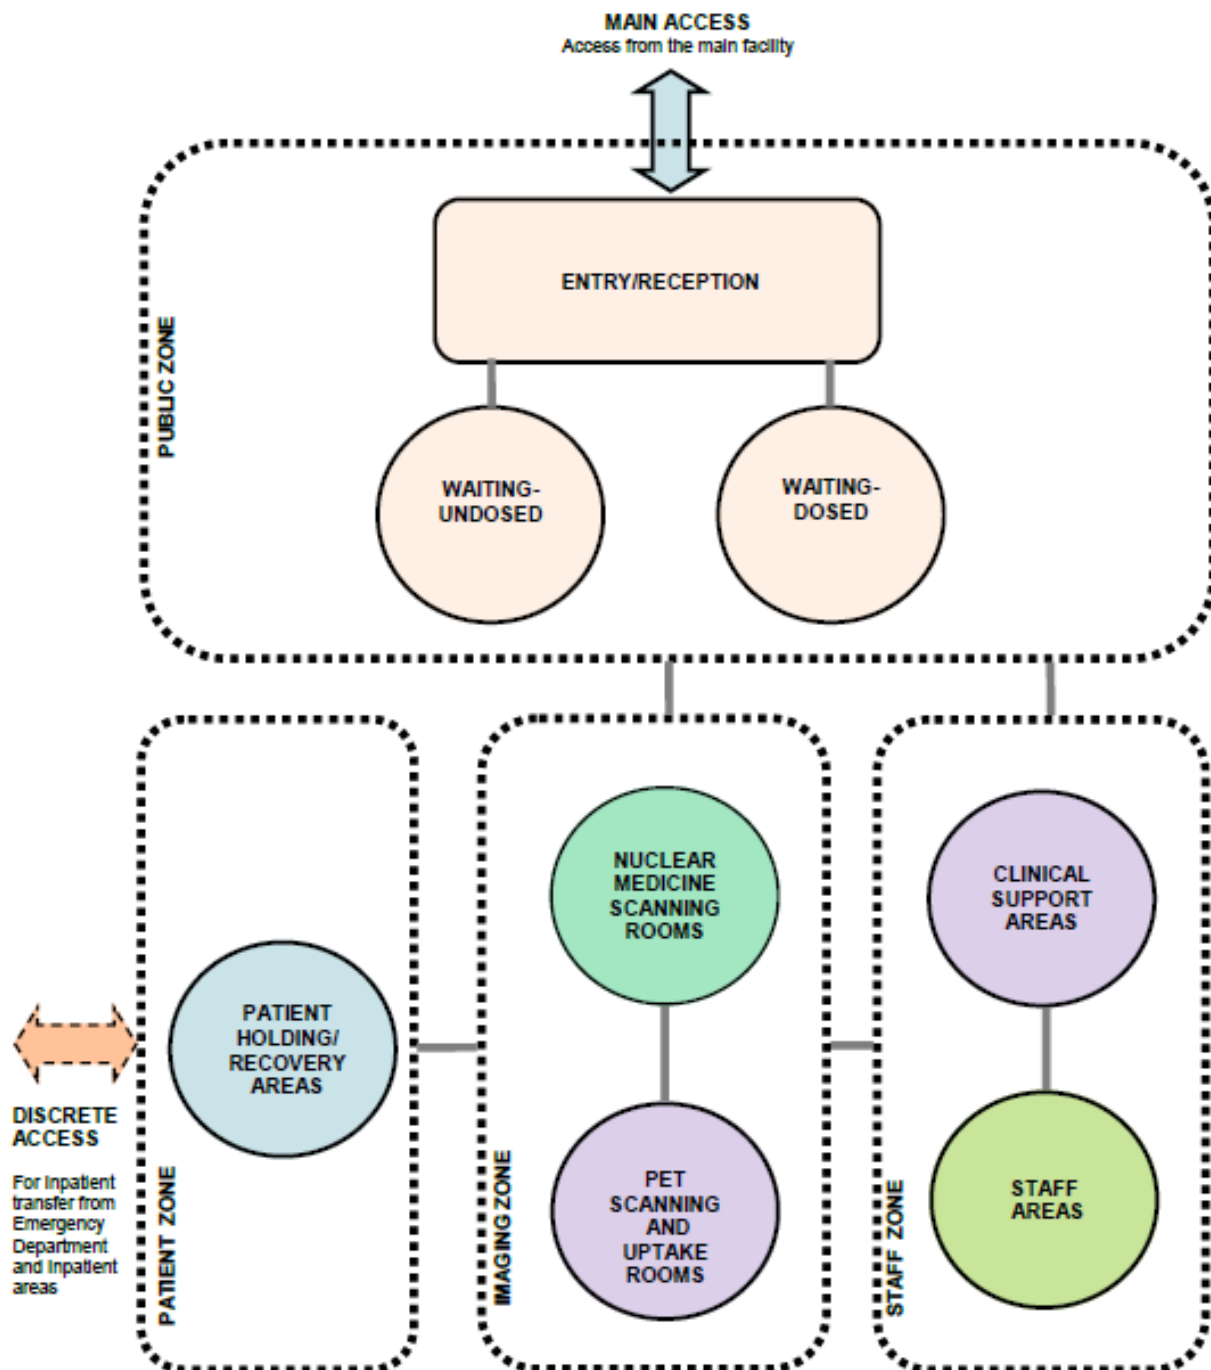 MAIN ACCESS
Access from the main facility
PUBLIC ZONE
ENTRY/RECEPTION
WAITING-
UNDOSED
WAITING-
DOSED
PATIENT ZONE
PATIENT
HOLDING/
RECOVERY
AREAS
DISCRETE
ACCESS
For Inpatient
transfer from
Emergency
Department
and Inpatient
areas
IMAGING ZONE
NUCLEAR
MEDICINE
SCANNING
ROOMS
PET
SCANNING
AND
UPTAKE
ROOMS
STAFF ZONE
CLINICAL
SUPPORT
AREAS
STAFF
AREAS